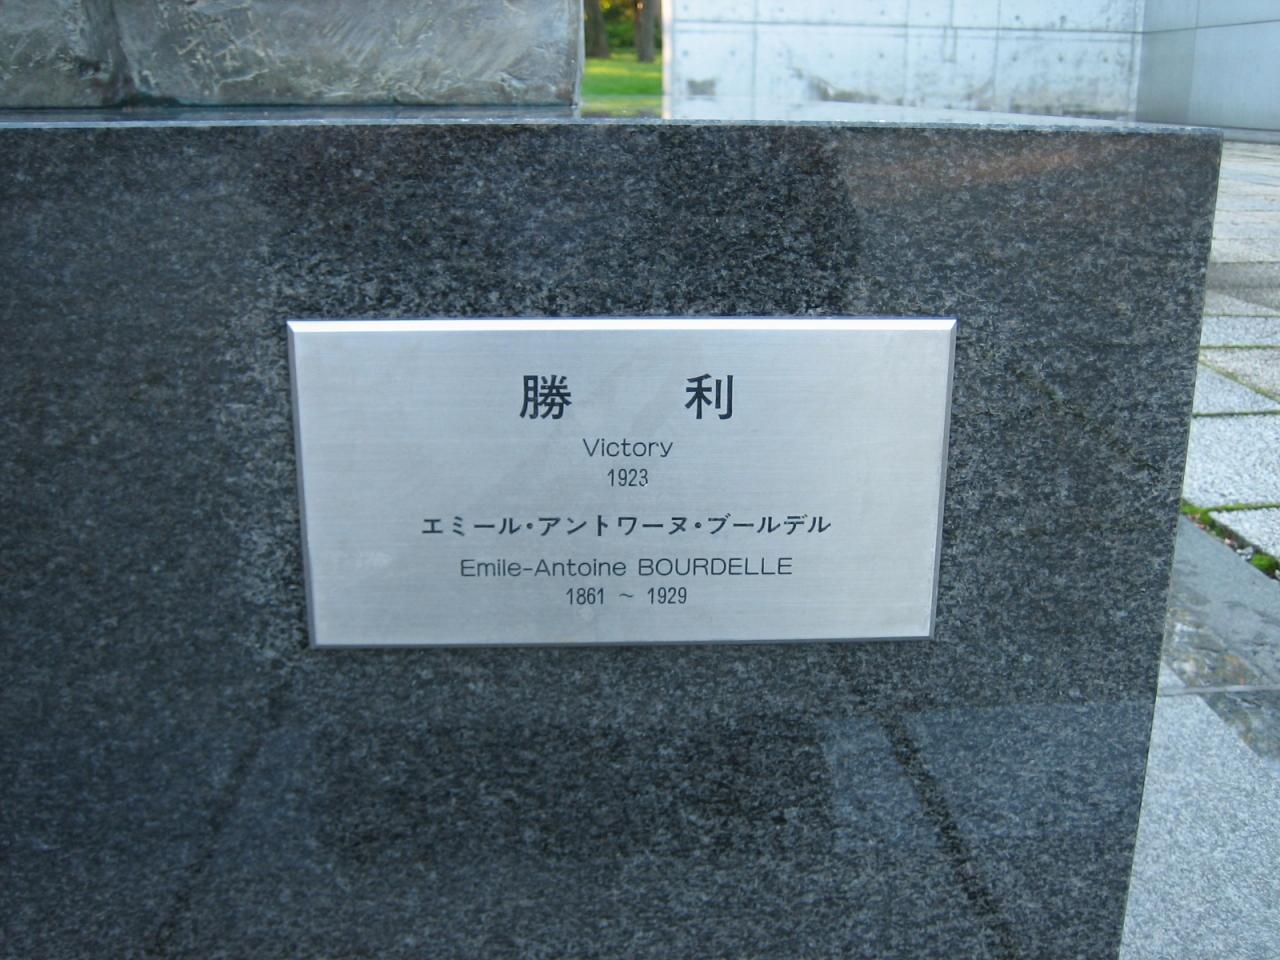 勝 利
Victory
1923
エミール・アントワーヌ・ブールデル
Emile-Antoine BOURDELLE
1861 ～ 1929